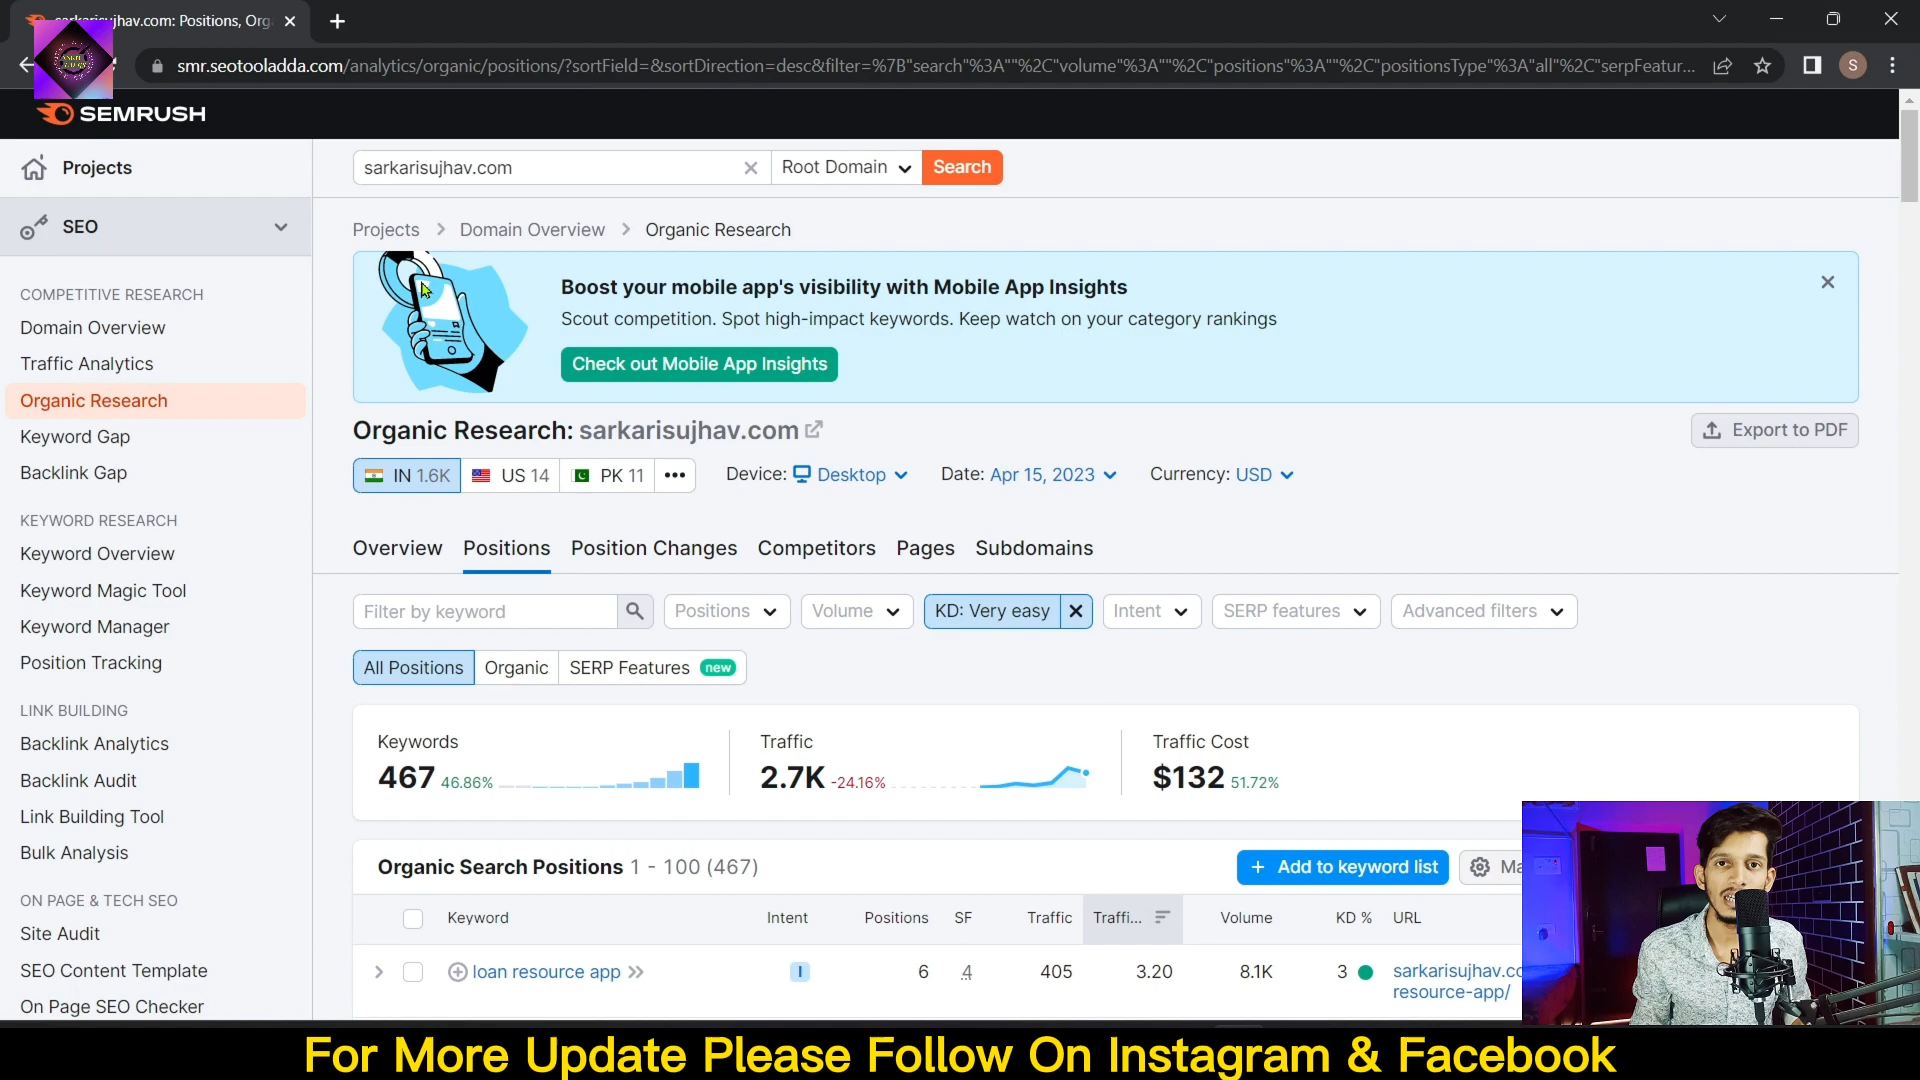 sarkarisujhav.com: Positions, Org
smr.seotooladda.com/analytics/organic/positions/?sortField=&sortDirection=desc&filter=%7B"search"%3A""%2C"volume"%3A""%2C"positions"%3A""%2C"positionsType"%3A"all"%2C"serpFeatur...
S
SEMRUSH
Projects
SEO
COMPETITIVE RESEARCH
Domain Overview
Traffic Analytics
Organic Research
Keyword Gap
Backlink Gap
KEYWORD RESEARCH
Keyword Overview
Keyword Magic Tool
Keyword Manager
Position Tracking
LINK BUILDING
Backlink Analytics
Backlink Audit
Link Building Tool
Bulk Analysis
ON PAGE & TECH SEO
Site Audit
SEO Content Template
On Page SEO Checker
sarkarisujhav.com Root Domain Search
Projects > Domain Overview > Organic Research
Boost your mobile app's visibility with Mobile App Insights
Scout competition. Spot high-impact keywords. Keep watch on your category rankings
Check out Mobile App Insights
Organic Research: sarkarisujhav.com
Export to PDF
IN 1.6K US 14 PK 11 Device: Desktop Date: Apr 15, 2023 Currency: USD
Overview Positions Position Changes Competitors Pages Subdomains
Filter by keyword Positions Volume KD: Very easy Intent SERP features Advanced filters
All Positions Organic SERP Features new
Keywords Traffic Traffic Cost
467 46.86% 2.7K -24.16% $132 51.72%
Organic Search Positions 1 - 100 (467) + Add to keyword list Ma
Keyword Intent Positions SF Traffic Traffi... Volume KD % URL
loan resource app I 6 4 405 3.20 8.1K 3 sarkarisujhav.co
resource-app/
For More Update Please Follow On Instagram & Facebook